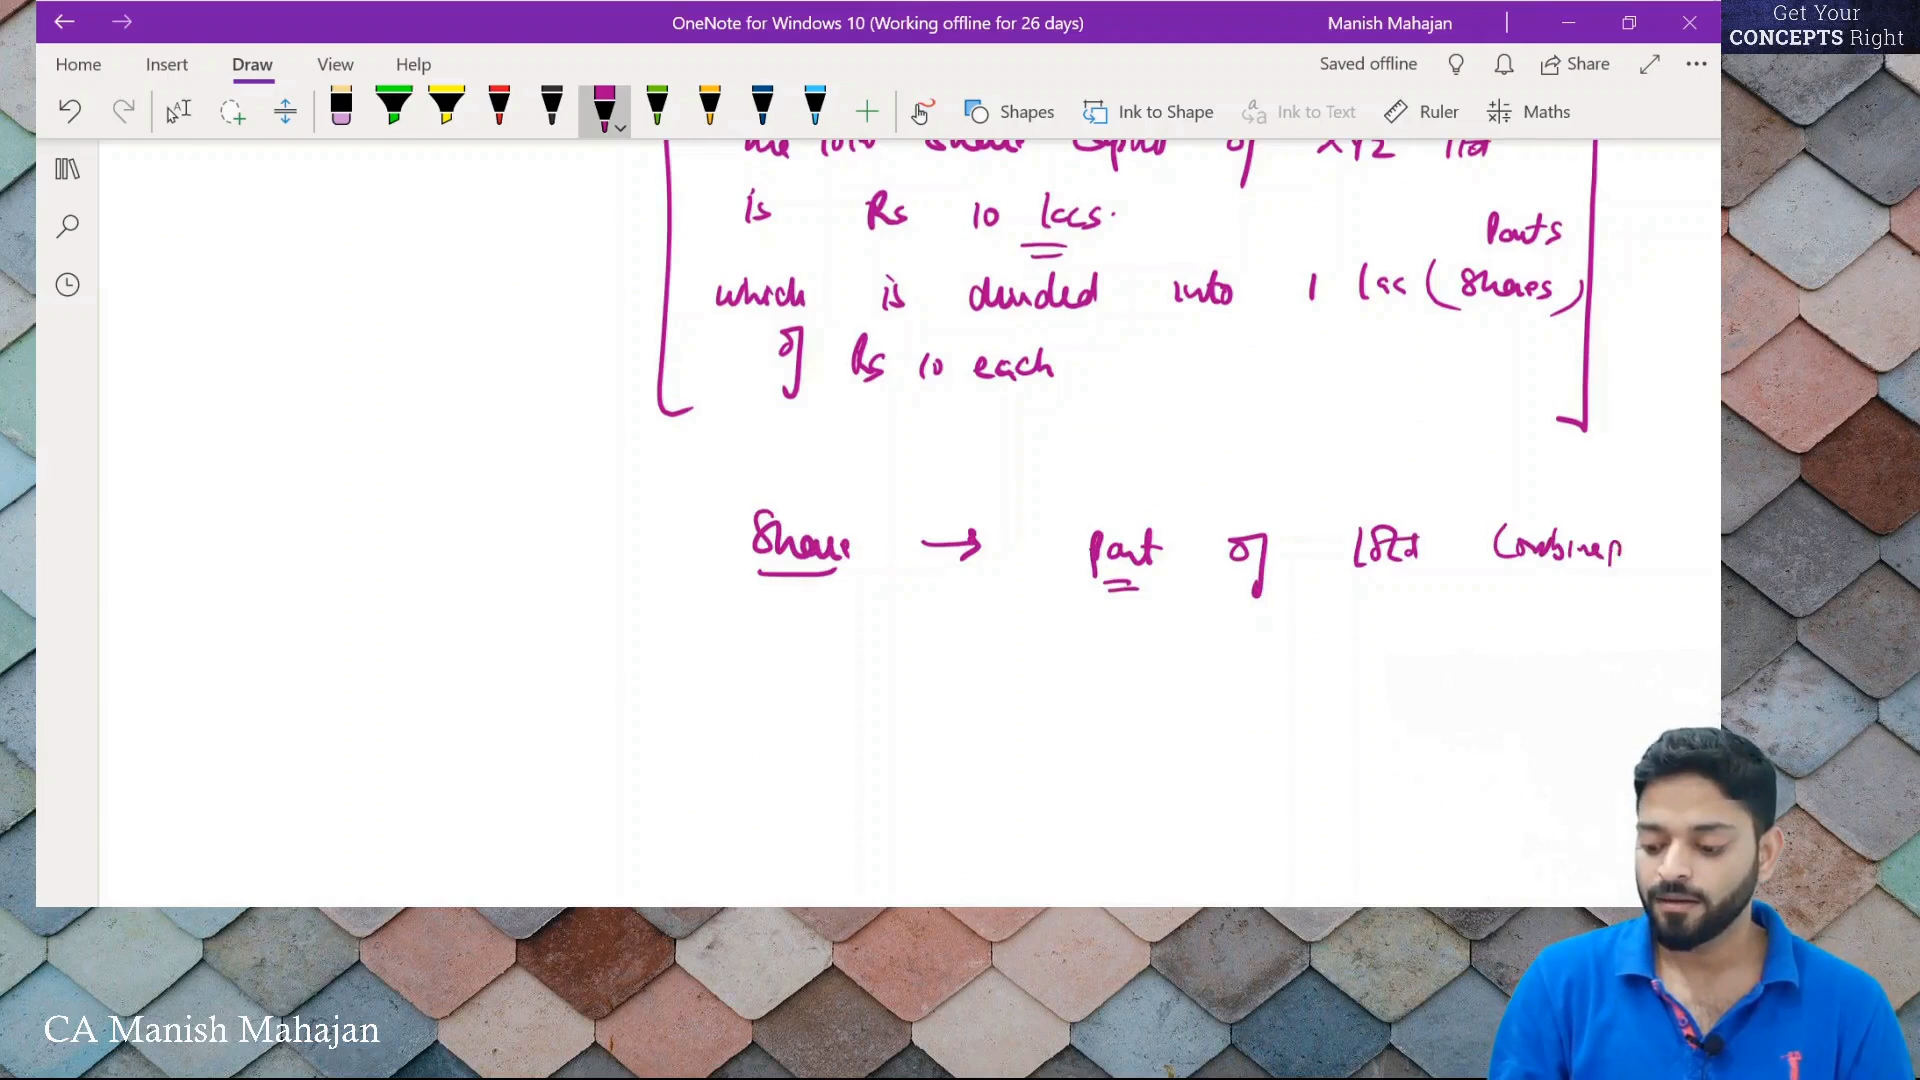 Get Your
CONCEPTS Right
OneNote for Windows 10 (Working offline for 26 days)
Manish Mahajan
Home Insert Draw View Help
Saved offline
Share
Shapes
Ink to Shape
Ink to Text
Ruler
Maths
of XYZ ltd
is Rs 10 lacs.
Parts
which is divided into 1 lac (Shares)
of Rs 10 each
Share → Part of
CA Manish Mahajan